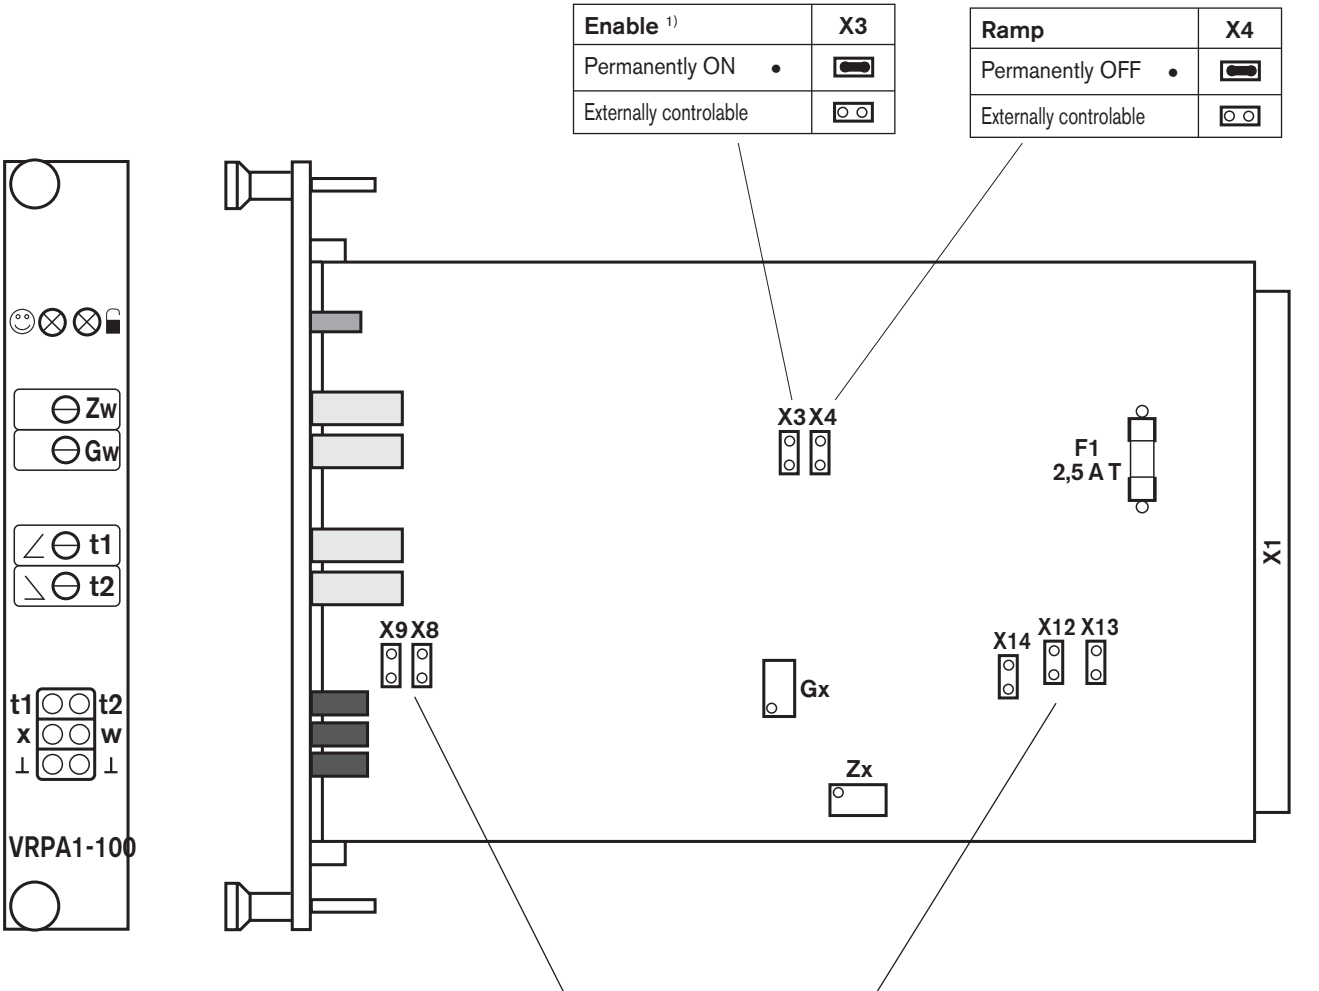 Enable 1) X3
Permanently ON •
Externally controlable
Ramp X4
Permanently OFF •
Externally controlable
Zw
Gw
t1
t2
t1 t2
x w
⊥ ⊥
VRPA1-100
X3 X4
F1
2,5 A T
X1
X9 X8
X14
X12 X13
Gx
Zx